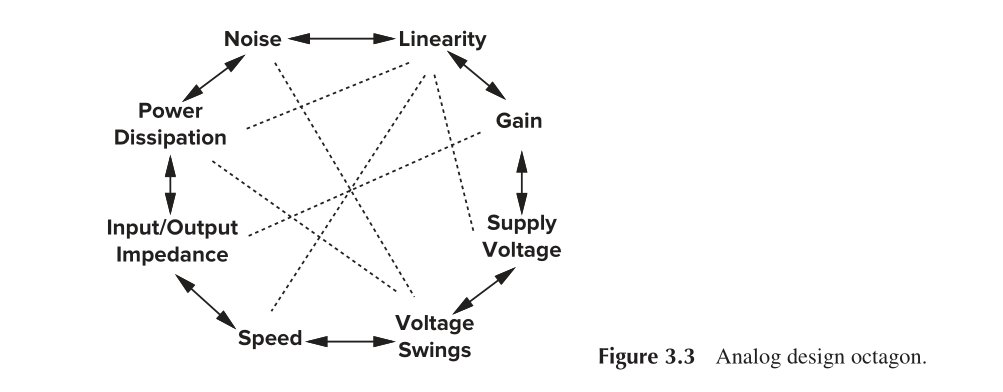 Noise
Linearity
Power
Dissipation
Gain
Input/Output
Impedance
Supply
Voltage
Speed
Voltage
Swings
Figure 3.3 Analog design octagon.